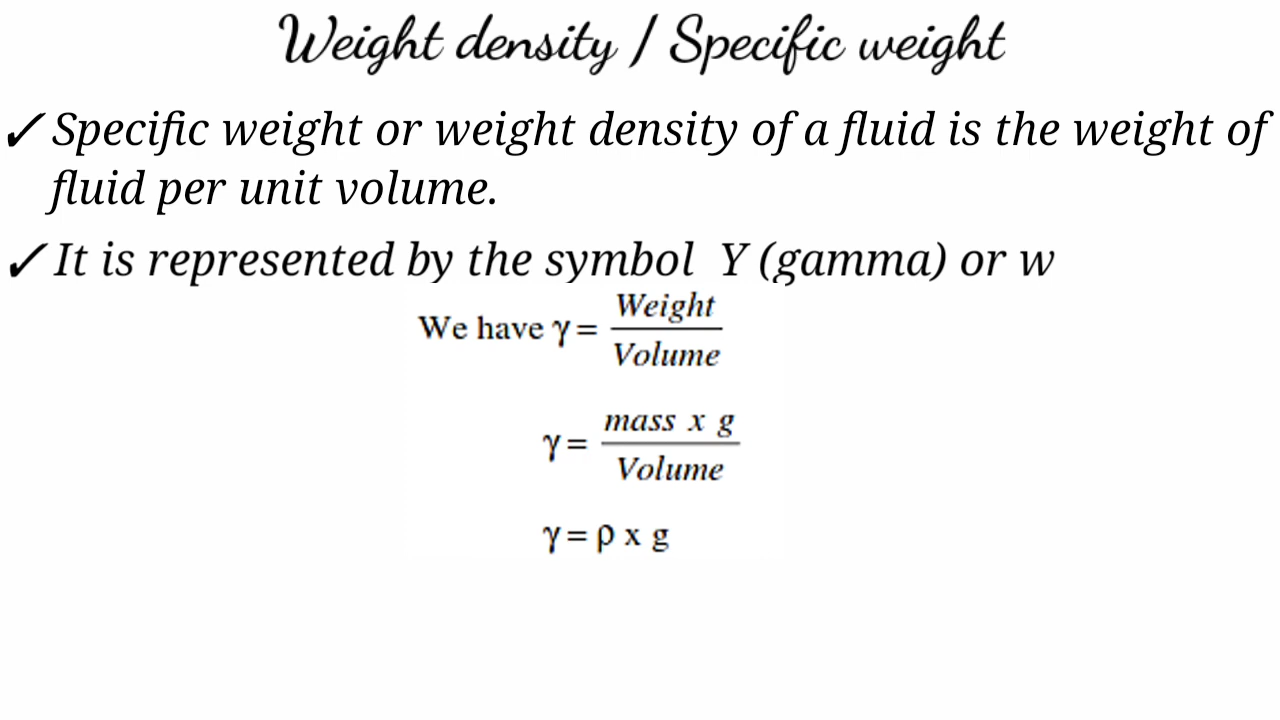 Weight density / Specific weight
✓ Specific weight or weight density of a fluid is the weight of
fluid per unit volume.
✓ It is represented by the symbol Y (gamma) or w
We have γ = Weight / Volume
γ = mass x g / Volume
γ = ρ x g